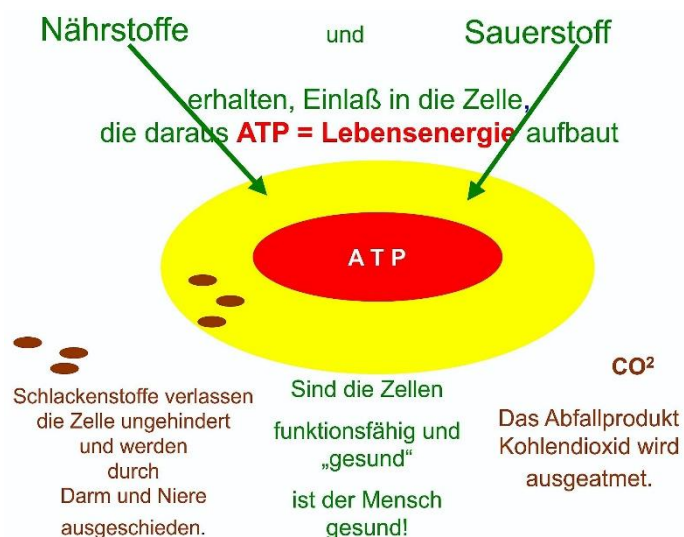 Nährstoffe und Sauerstoff
erhalten, Einlaß in die Zelle,
die daraus ATP = Lebensenergie aufbaut
A T P
Schlackenstoffe verlassen
die Zelle ungehindert
und werden
durch
Darm und Niere
ausgeschieden.
Sind die Zellen
funktionsfähig und
„gesund“
ist der Mensch
gesund!
CO²
Das Abfallprodukt
Kohlendioxid wird
ausgeatmet.